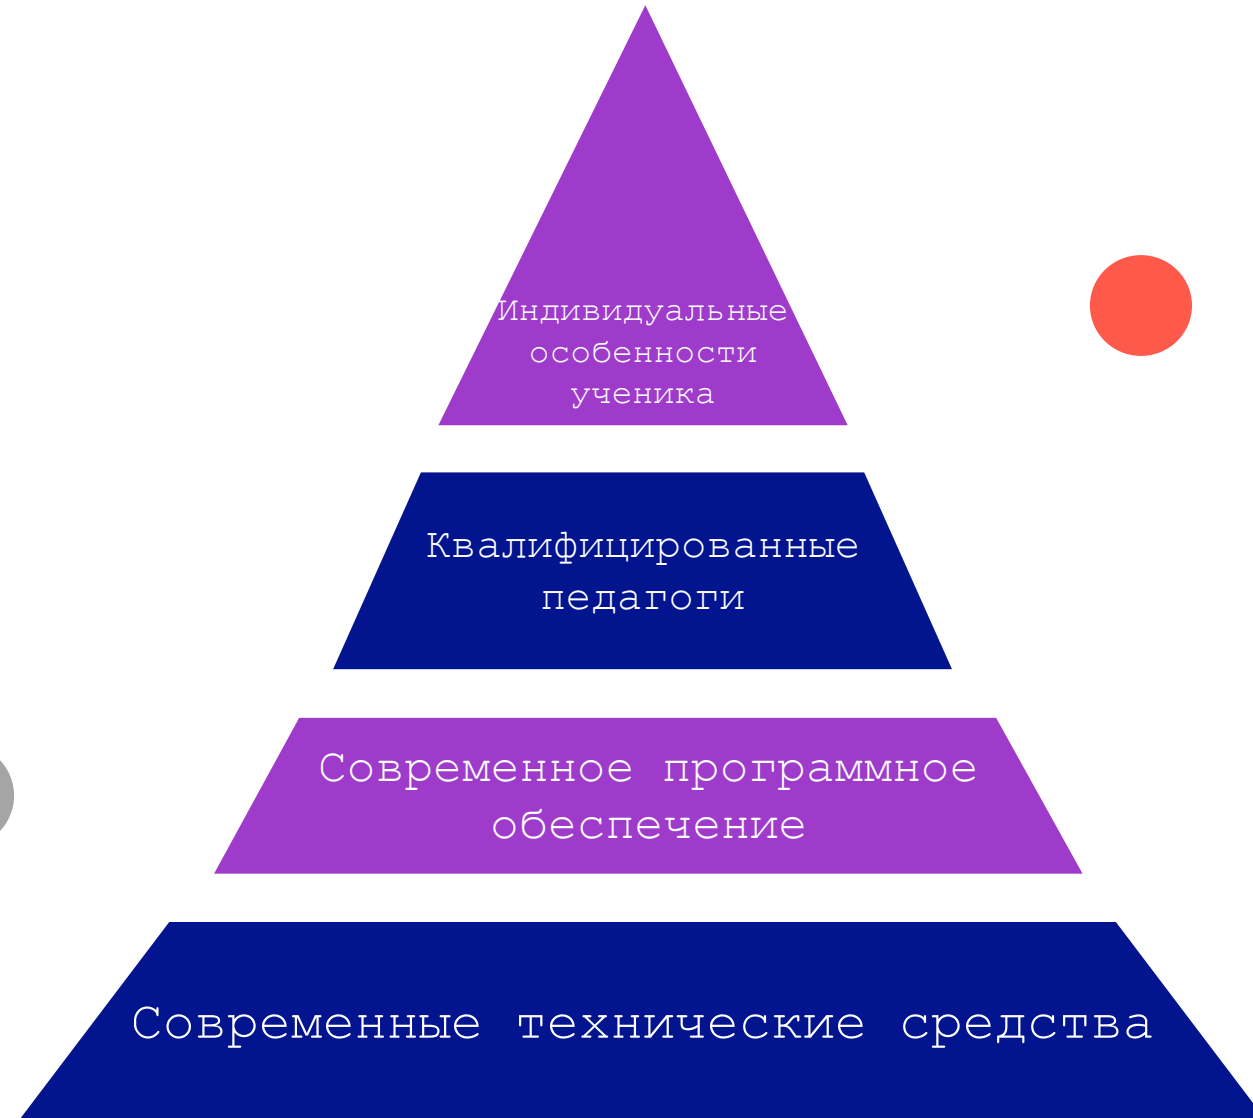 Индивидуальные
особенности
ученика
Квалифицированные
педагоги
Современное программное
обеспечение
Современные технические средства